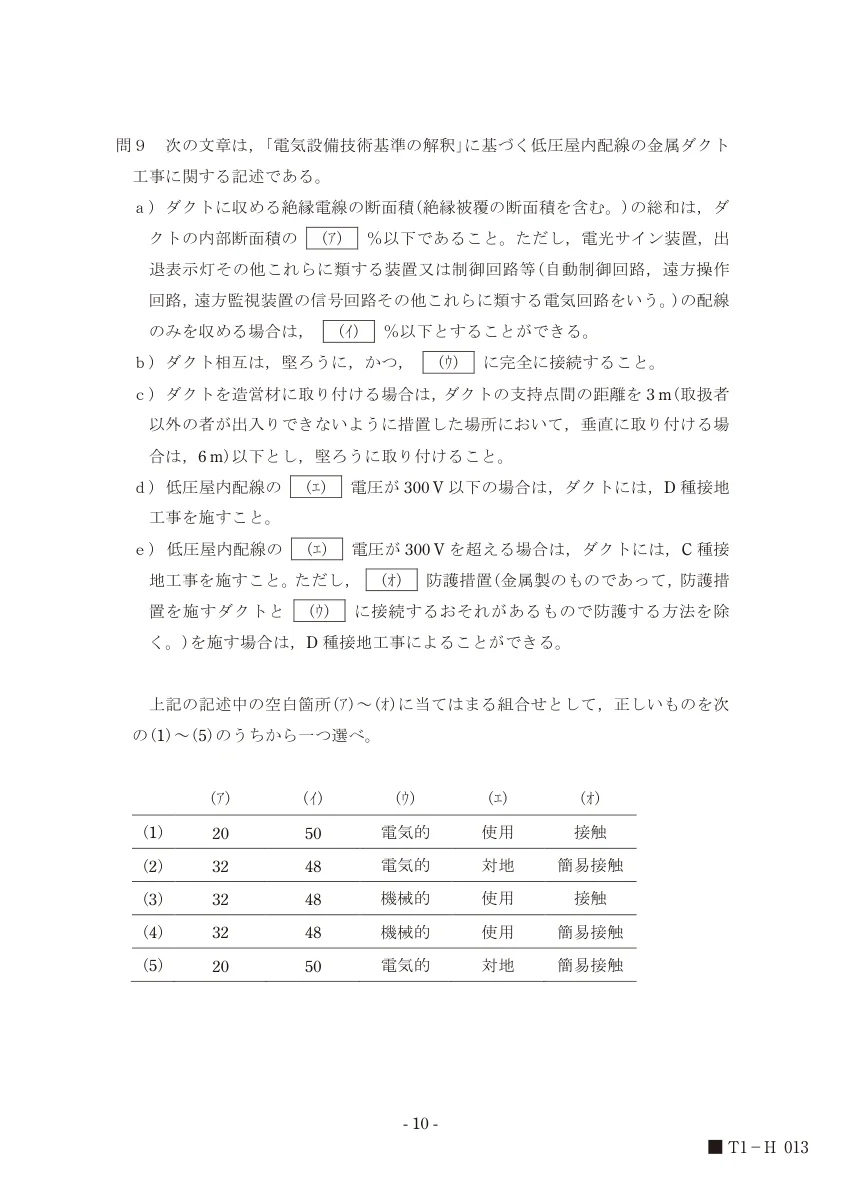 問9　次の文章は，「電気設備技術基準の解釈」に基づく低圧屋内配線の金属ダクト
工事に関する記述である。
a）ダクトに収める絶縁電線の断面積(絶縁被覆の断面積を含む。)の総和は，ダ
クトの内部断面積の (ｱ) %以下であること。ただし，電光サイン装置，出
退表示灯その他これらに類する装置又は制御回路等(自動制御回路，遠方操作
回路，遠方監視装置の信号回路その他これらに類する電気回路をいう。)の配線
のみを収める場合は， (ｲ) %以下とすることができる。
b）ダクト相互は，堅ろうに，かつ， (ｳ) に完全に接続すること。
c）ダクトを造営材に取り付ける場合は，ダクトの支持点間の距離を3 m(取扱者
以外の者が出入りできないように措置した場所において，垂直に取り付ける場
合は，6 m)以下とし，堅ろうに取り付けること。
d）低圧屋内配線の (ｴ) 電圧が300 V以下の場合は，ダクトには，D種接地
工事を施すこと。
e）低圧屋内配線の (ｴ) 電圧が300 Vを超える場合は，ダクトには，C種接
地工事を施すこと。ただし， (ｵ) 防護措置(金属製のものであって，防護措
置を施すダクトと (ｳ) に接続するおそれがあるもので防護する方法を除
く。)を施す場合は，D種接地工事によることができる。
上記の記述中の空白箇所(ｱ)～(ｵ)に当てはまる組合せとして，正しいものを次
の(1)～(5)のうちから一つ選べ。
(ｱ) (ｲ) (ｳ) (ｴ) (ｵ)
(1) 20 50 電気的 使用 接触
(2) 32 48 電気的 対地 簡易接触
(3) 32 48 機械的 使用 接触
(4) 32 48 機械的 使用 簡易接触
(5) 20 50 電気的 対地 簡易接触
- 10 -
■ T1－H 013